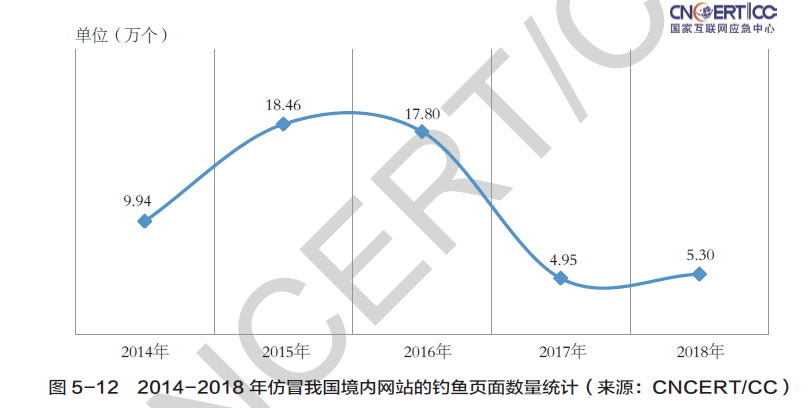 CNCERT/CC
国家互联网应急中心
单位（万个）
18.46
17.80
9.94
4.95
5.30
2014年
2015年
2016年
2017年
2018年
图 5-12 2014-2018 年仿冒我国境内网站的钓鱼页面数量统计（来源：CNCERT/CC）
CNCERT/C